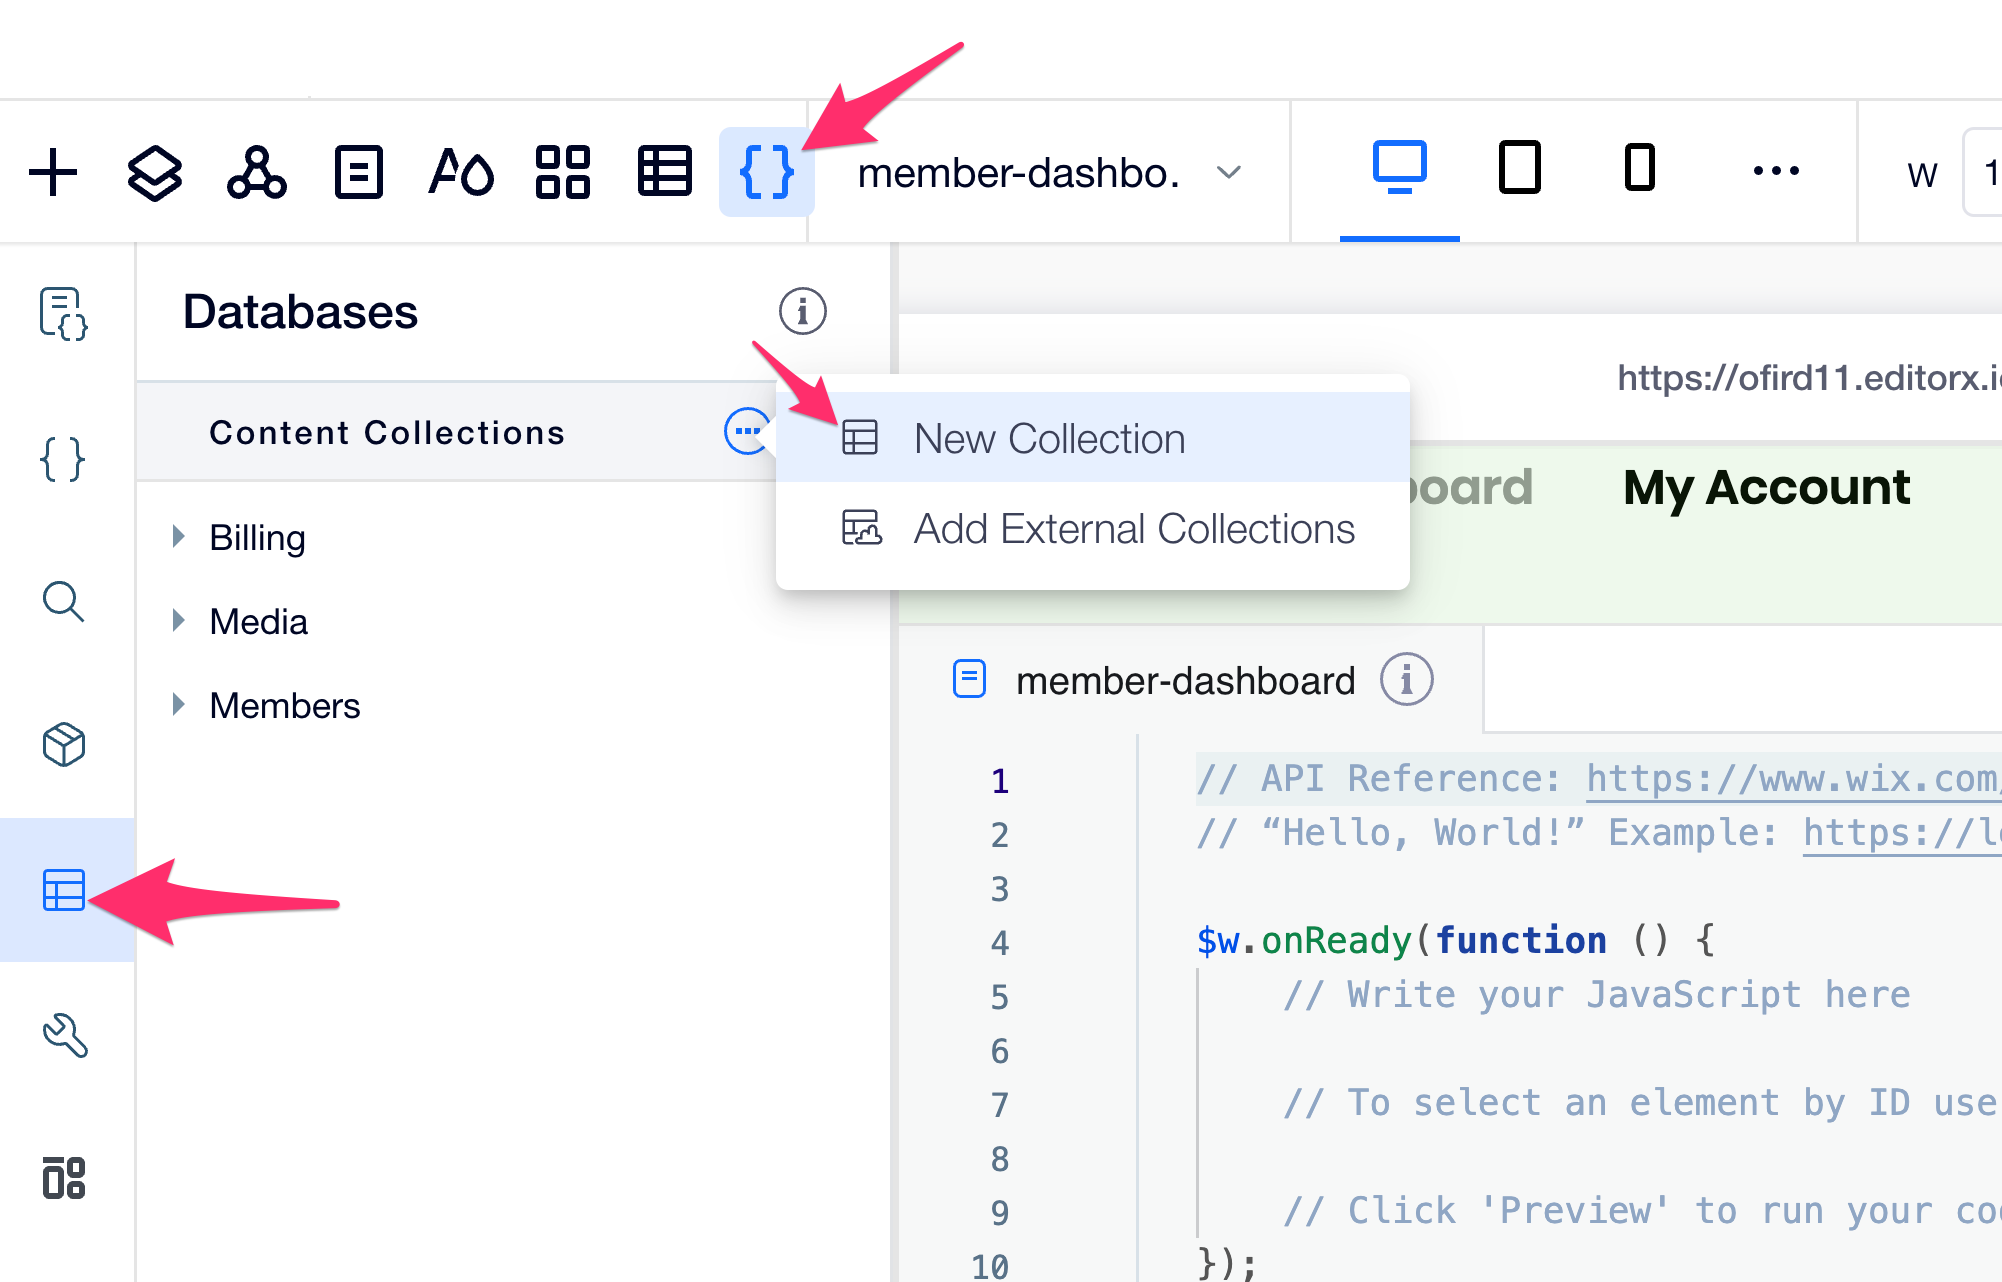 member-dashbo.
W
1
Databases
https://ofird11.editorx.i
Content Collections
New Collection
Add External Collections
board
My Account
Billing
Media
Members
member-dashboard
1 // API Reference: https://www.wix.com/
2 // “Hello, World!” Example: https://l
3
4 $w.onReady(function () {
5 // Write your JavaScript here
6
7 // To select an element by ID use
8
9 // Click 'Preview' to run your co
10 });